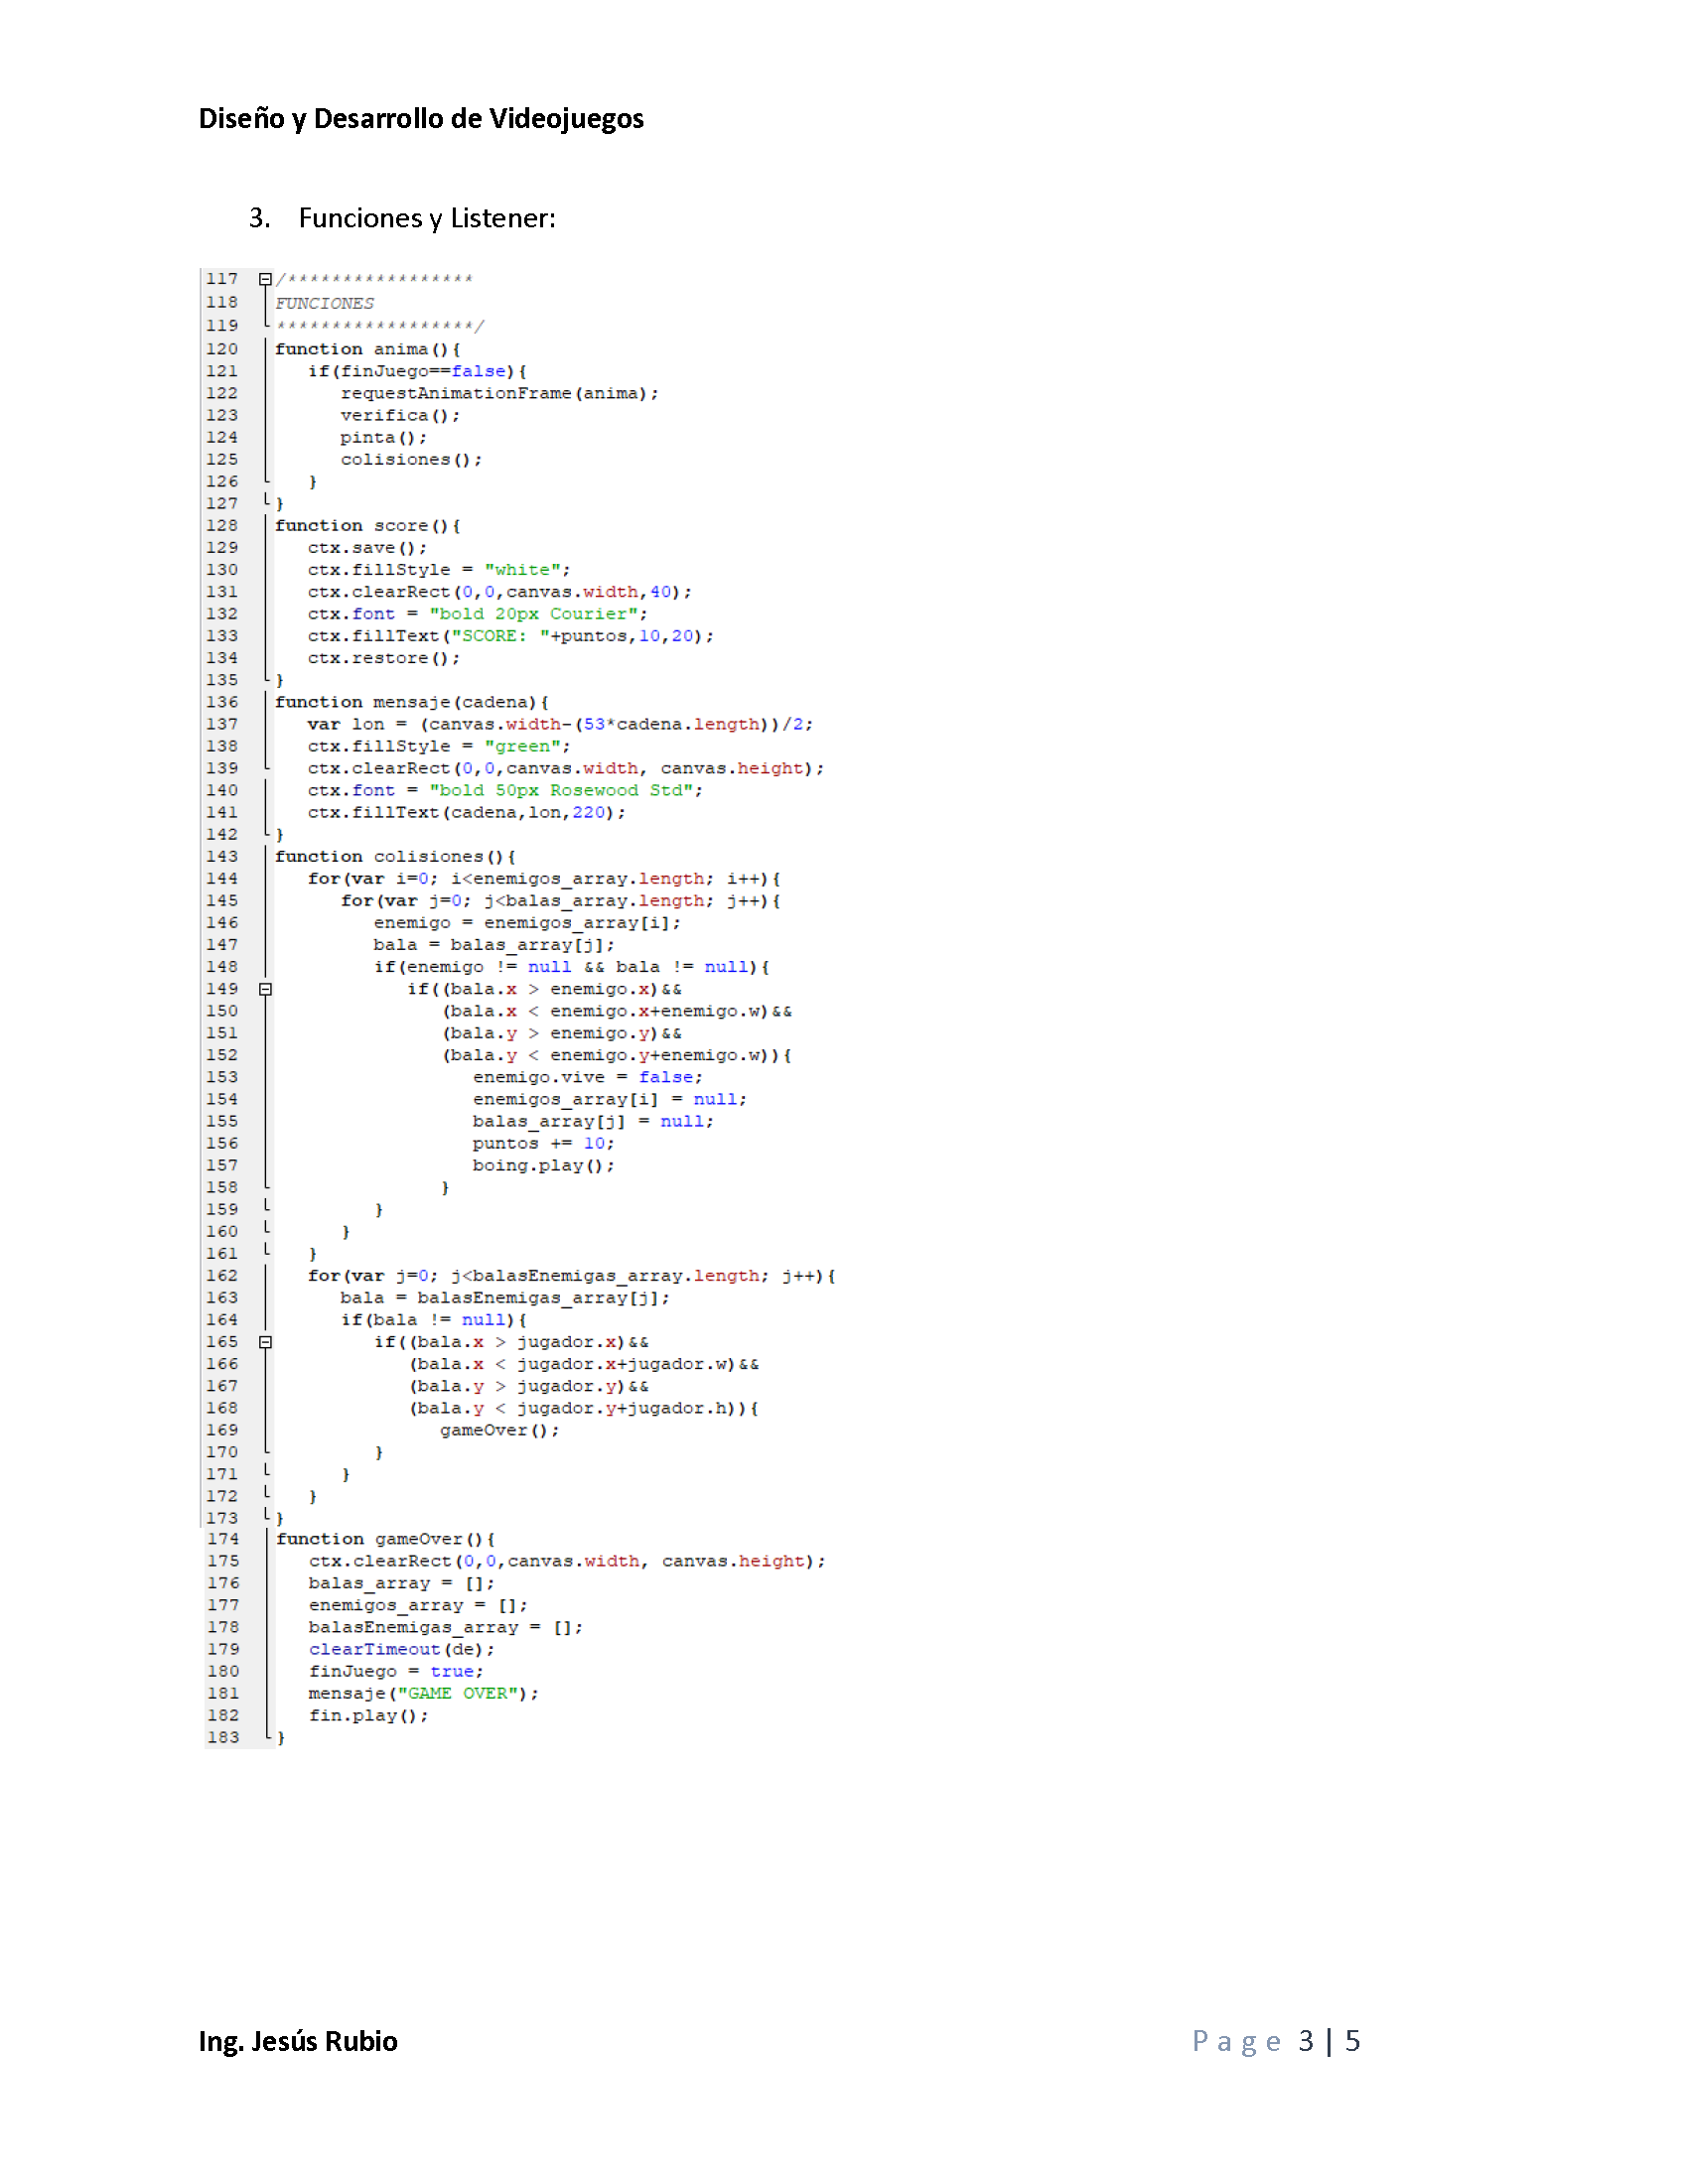 Diseño y Desarrollo de Videojuegos
3. Funciones y Listener:
117 /*****************
118 FUNCIONES
119 ******************/
120 function anima(){
121 if(finJuego==false){
122 requestAnimationFrame(anima);
123 verifica();
124 pinta();
125 colisiones();
126 }
127 }
128 function score(){
129 ctx.save();
130 ctx.fillStyle = "white";
131 ctx.clearRect(0,0,canvas.width,40);
132 ctx.font = "bold 20px Courier";
133 ctx.fillText("SCORE: "+puntos,10,20);
134 ctx.restore();
135 }
136 function mensaje(cadena){
137 var lon = (canvas.width-(53*cadena.length))/2;
138 ctx.fillStyle = "green";
139 ctx.clearRect(0,0,canvas.width, canvas.height);
140 ctx.font = "bold 50px Rosewood Std";
141 ctx.fillText(cadena,lon,220);
142 }
143 function colisiones(){
144 for(var i=0; i<enemigos_array.length; i++){
145 for(var j=0; j<balas_array.length; j++){
146 enemigo = enemigos_array[i];
147 bala = balas_array[j];
148 if(enemigo != null && bala != null){
149 if((bala.x > enemigo.x)&&
150 (bala.x < enemigo.x+enemigo.w)&&
151 (bala.y > enemigo.y)&&
152 (bala.y < enemigo.y+enemigo.w)){
153 enemigo.vive = false;
154 enemigos_array[i] = null;
155 balas_array[j] = null;
156 puntos += 10;
157 boing.play();
158 }
159 }
160 }
161 }
162 for(var j=0; j<balasEnemigas_array.length; j++){
163 bala = balasEnemigas_array[j];
164 if(bala != null){
165 if((bala.x > jugador.x)&&
166 (bala.x < jugador.x+jugador.w)&&
167 (bala.y > jugador.y)&&
168 (bala.y < jugador.y+jugador.h)){
169 gameOver();
170 }
171 }
172 }
173 }
174 function gameOver(){
175 ctx.clearRect(0,0,canvas.width, canvas.height);
176 balas_array = [];
177 enemigos_array = [];
178 balasEnemigas_array = [];
179 clearTimeout(de);
180 finJuego = true;
181 mensaje("GAME OVER");
182 fin.play();
183 }
Ing. Jesús Rubio Page 3 | 5